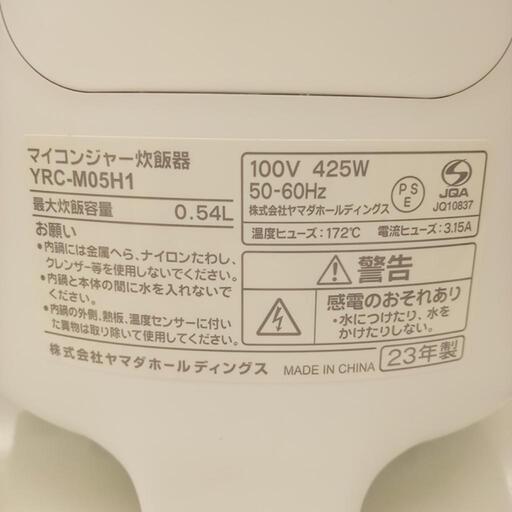 マイコンジャー炊飯器
YRC-M05H1
最大炊飯容量 0.54L
お願い
・内鍋には金属へら、ナイロンたわし、
クレンザー等を使用しないでください。
・内鍋と本体の間に水を入れないで
ください。
・内鍋の外側、熱板、温度センサーに付い
た異物は取り除いて使用してください。
株式会社ヤマダホールディングス
100V 425W
50-60Hz
株式会社ヤマダホールディングス
PS
E
JQA
JQ10837
温度ヒューズ:172℃ 電流ヒューズ:3.15A
警告
感電のおそれあり
・水につけたり、水を
かけたりしない。
MADE IN CHINA
23年製